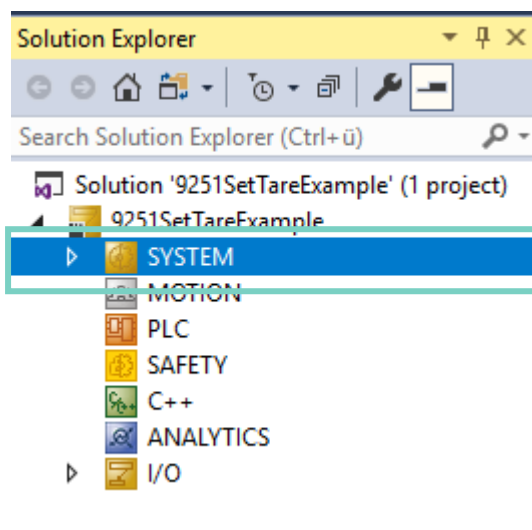 Solution Explorer
Search Solution Explorer (Ctrl+ü)
Solution '9251SetTareExample' (1 project)
9251SetTareExample
SYSTEM
MOTION
PLC
SAFETY
C++
ANALYTICS
I/O